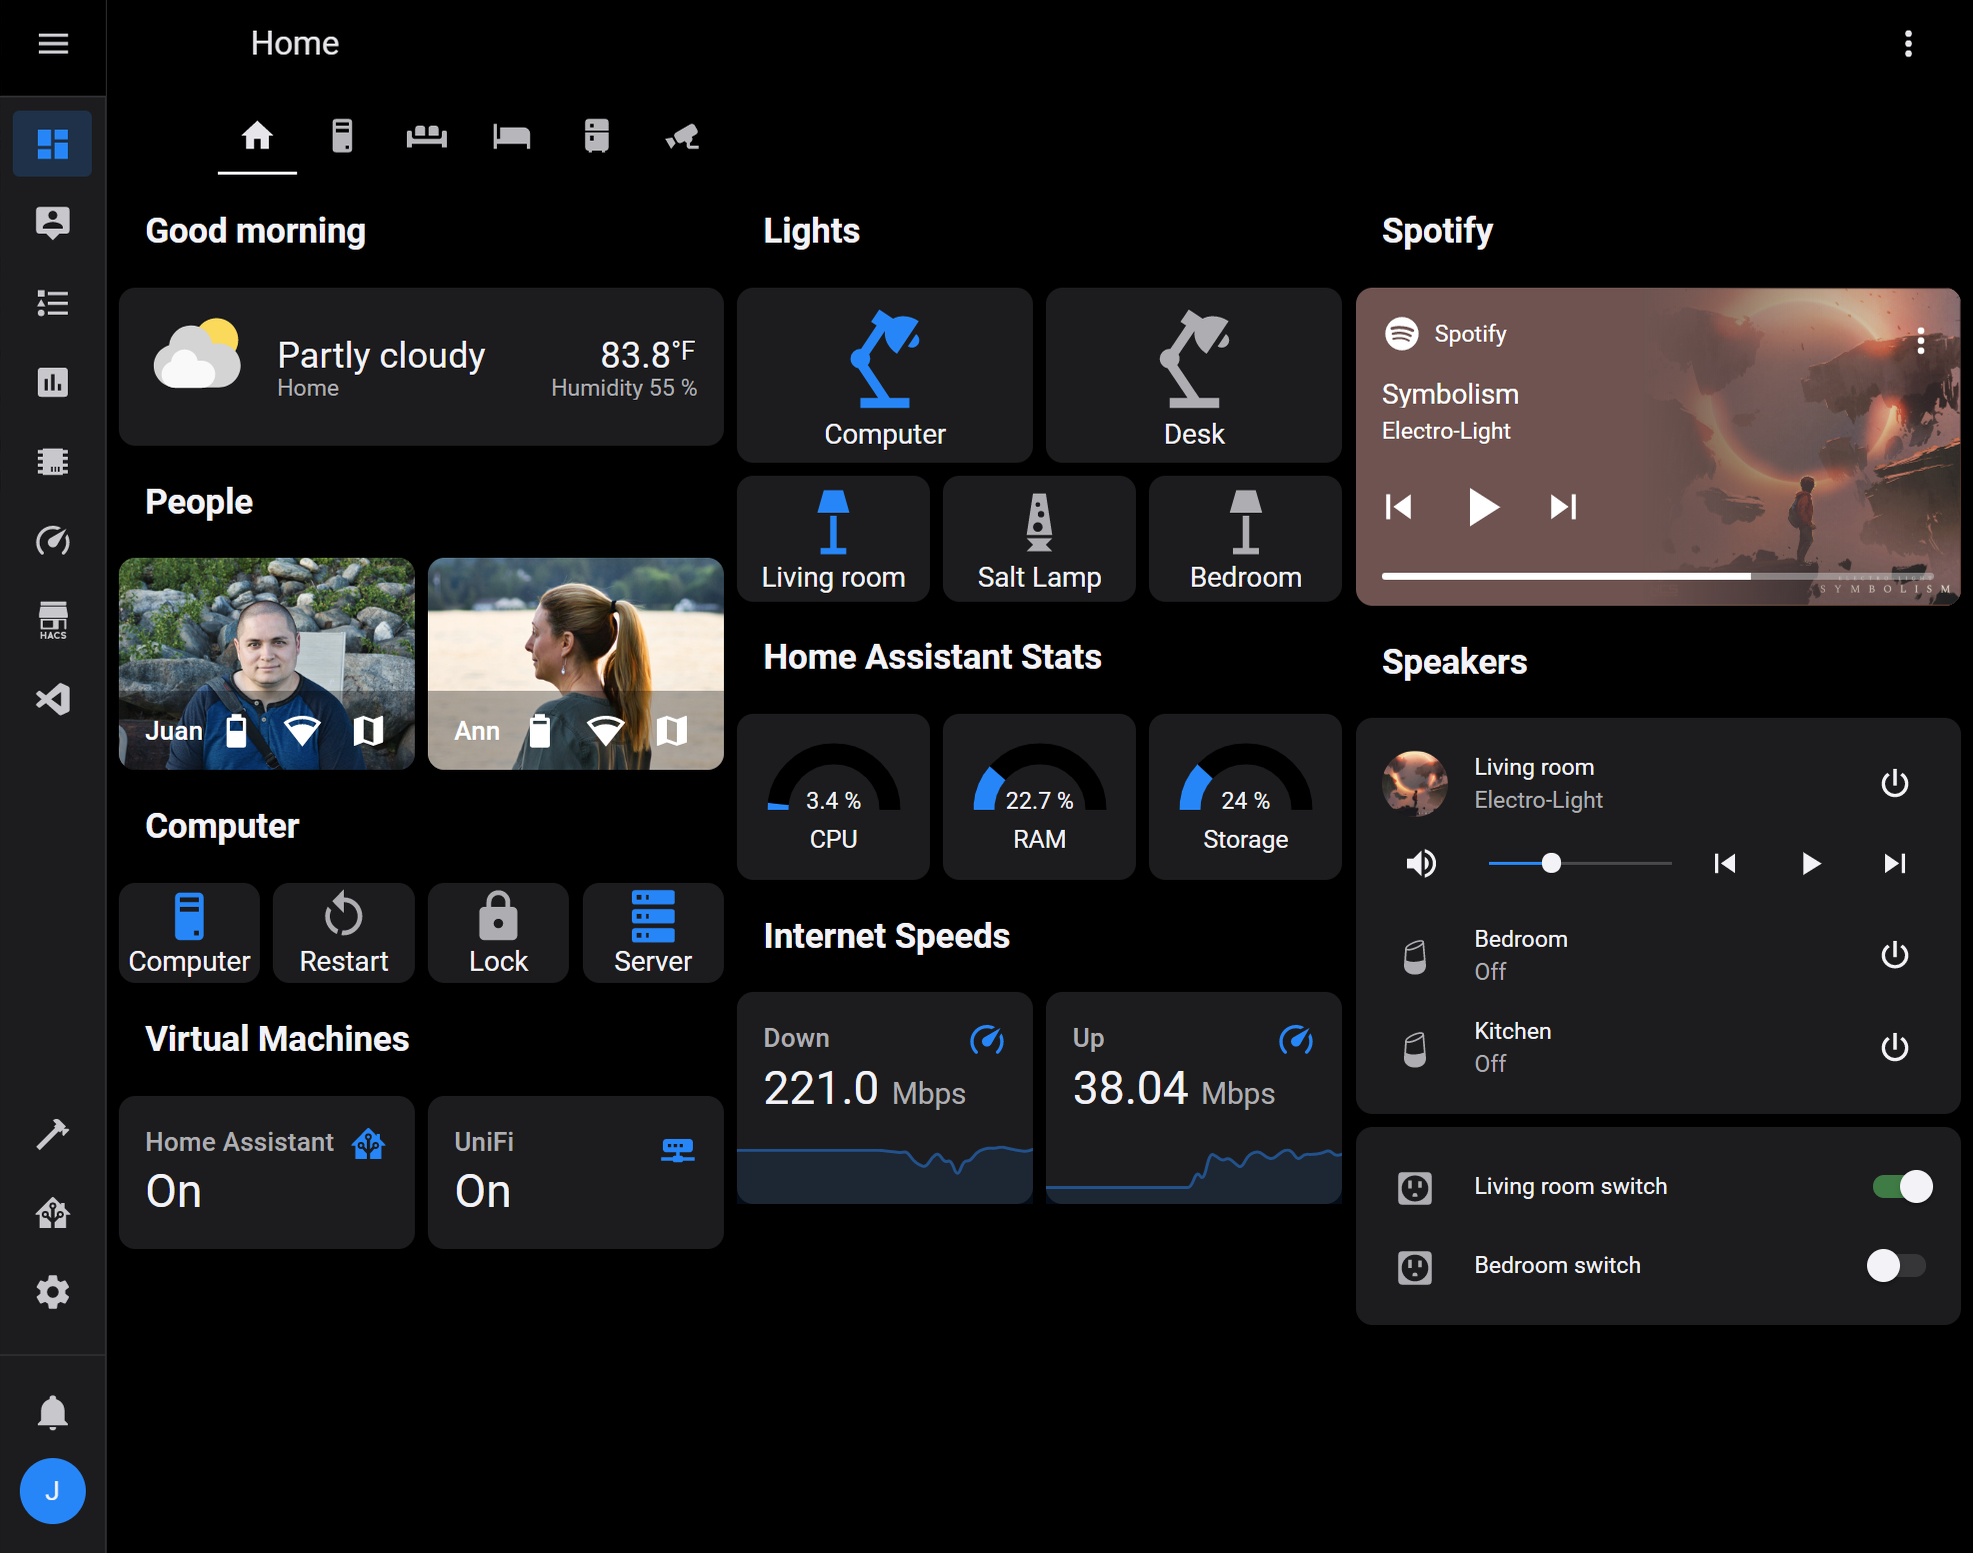 Home
HACS
J
Good morning
Partly cloudy
Home
83.8°F
Humidity 55 %
People
Juan
Ann
Computer
Computer
Restart
Lock
Server
Virtual Machines
Home Assistant
On
UniFi
On
Lights
Computer
Desk
Living room
Salt Lamp
Bedroom
Home Assistant Stats
3.4 %
CPU
22.7 %
RAM
24 %
Storage
Internet Speeds
Down
221.0 Mbps
Up
38.04 Mbps
Spotify
Spotify
Symbolism
Electro-Light
SYMBOLISM
Speakers
Living room
Electro-Light
Bedroom
Off
Kitchen
Off
Living room switch
Bedroom switch